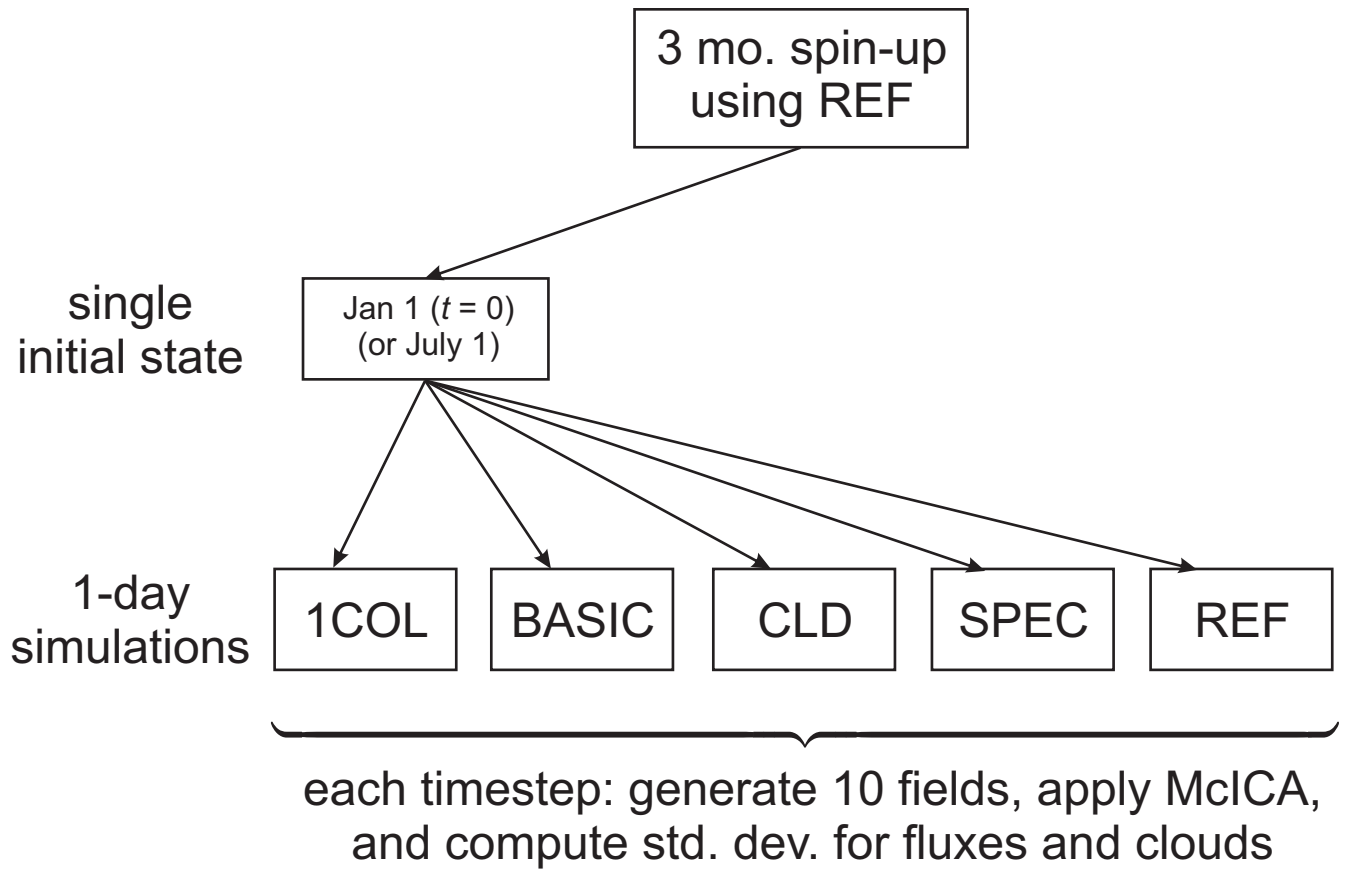 3 mo. spin-up
using REF
single
initial state
Jan 1 (t = 0)
(or July 1)
1-day
simulations
1COL
BASIC
CLD
SPEC
REF
each timestep: generate 10 fields, apply McICA,
and compute std. dev. for fluxes and clouds